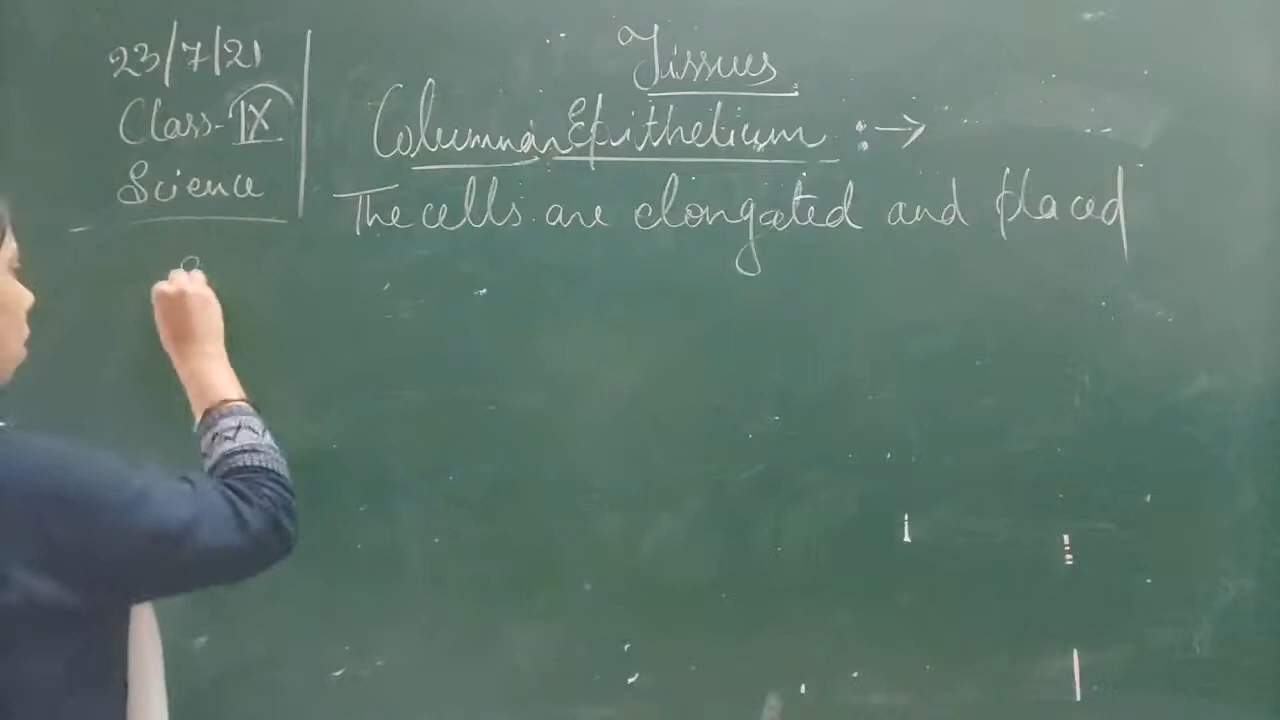 23/7/21
Class-IX
Science
Tissues
Columnar Epithelium :→
The cells are elongated and placed